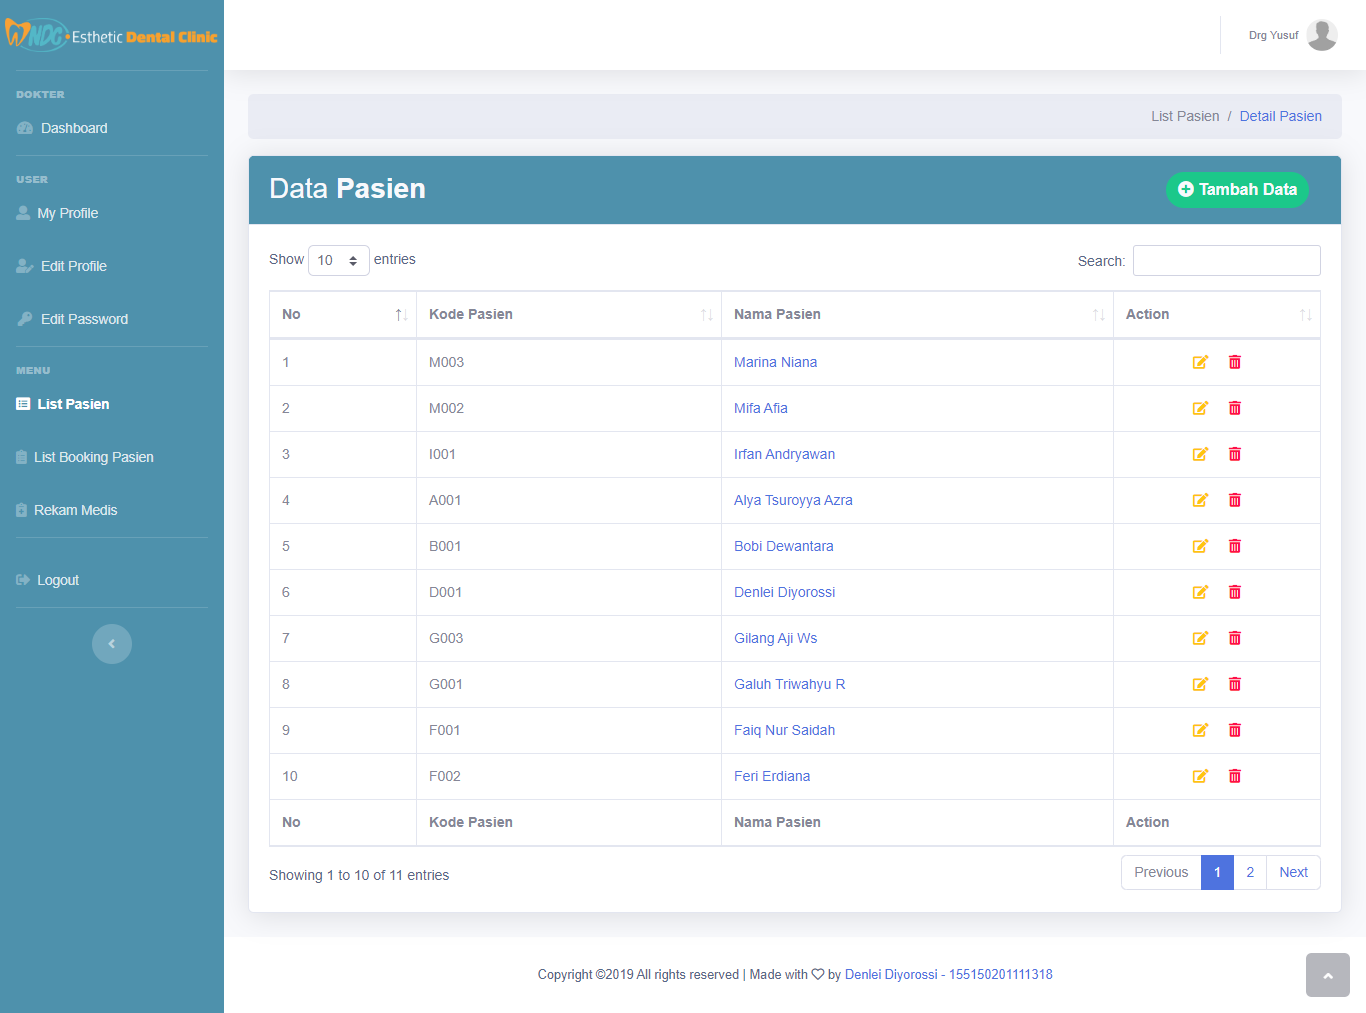 NDC Esthetic Dental Clinic
Drg Yusuf
DOKTER
Dashboard
USER
My Profile
Edit Profile
Edit Password
MENU
List Pasien
List Booking Pasien
Rekam Medis
Logout
List Pasien / Detail Pasien
Data Pasien
Tambah Data
Show 10 entries
Search:
No Kode Pasien Nama Pasien Action
1 M003 Marina Niana
2 M002 Mifa Afia
3 I001 Irfan Andryawan
4 A001 Alya Tsuroyya Azra
5 B001 Bobi Dewantara
6 D001 Denlei Diyorossi
7 G003 Gilang Aji Ws
8 G001 Galuh Triwahyu R
9 F001 Faiq Nur Saidah
10 F002 Feri Erdiana
No Kode Pasien Nama Pasien Action
Showing 1 to 10 of 11 entries
Previous 1 2 Next
Copyright ©2019 All rights reserved | Made with ♡ by Denlei Diyorossi - 155150201111318